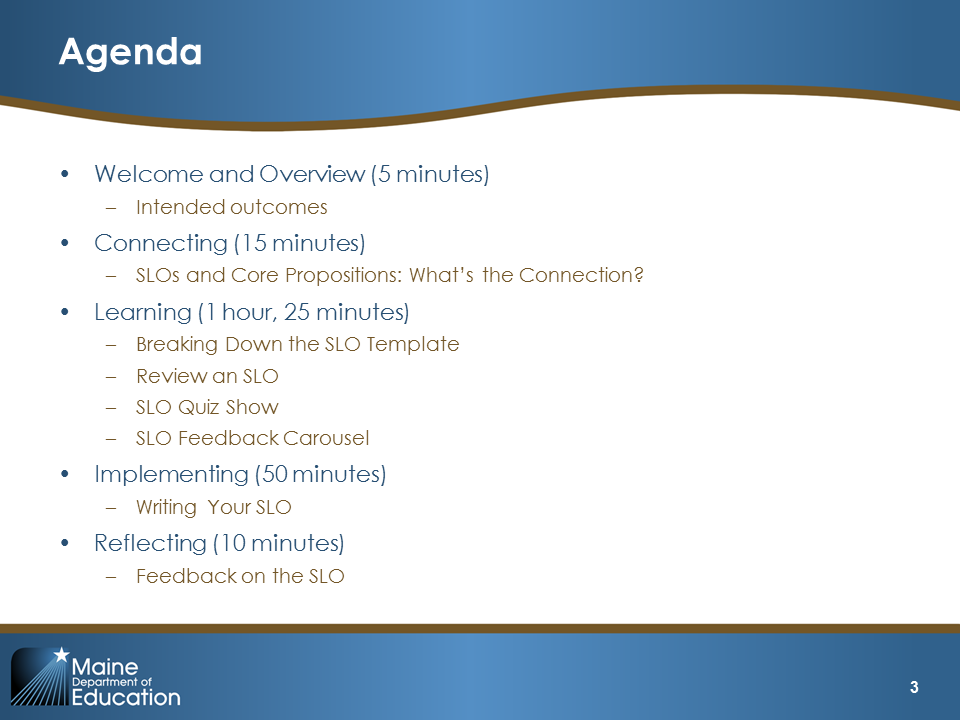 Agenda
• Welcome and Overview (5 minutes)
– Intended outcomes
• Connecting (15 minutes)
– SLOs and Core Propositions: What’s the Connection?
• Learning (1 hour, 25 minutes)
– Breaking Down the SLO Template
– Review an SLO
– SLO Quiz Show
– SLO Feedback Carousel
• Implementing (50 minutes)
– Writing Your SLO
• Reflecting (10 minutes)
– Feedback on the SLO
Maine
Department of
Education
3